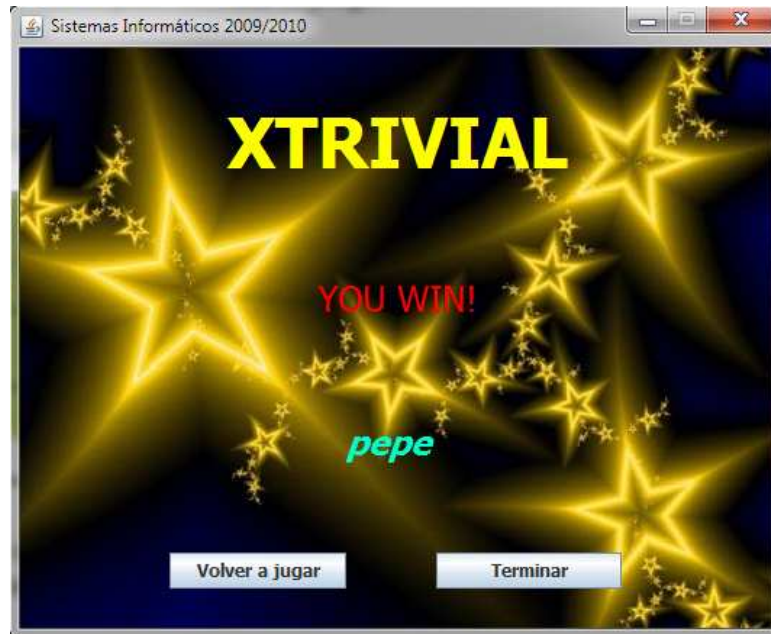 Sistemas Informáticos 2009/2010
XTRIVIAL
YOU WIN!
pepe
Volver a jugar
Terminar